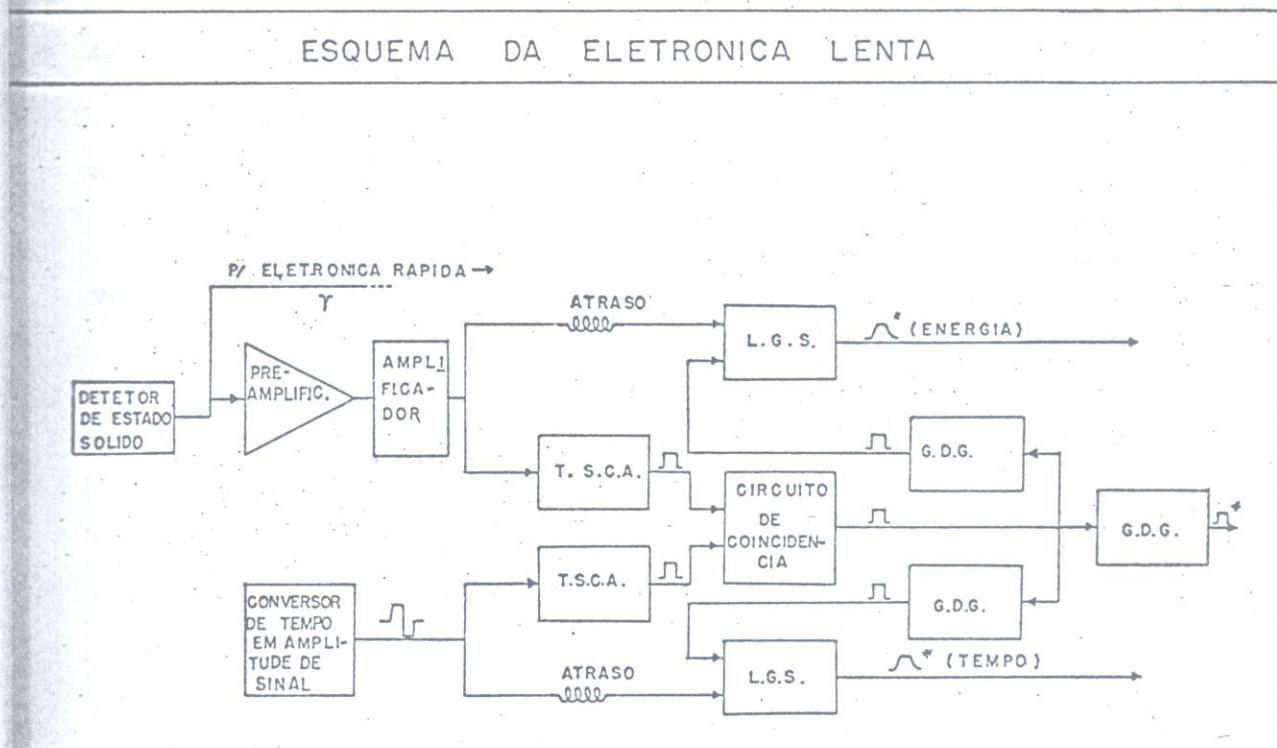 ESQUEMA DA ELETRONICA LENTA
P/ ELETRONICA RAPIDA →
γ
ATRASO
DETETOR
DE ESTADO
SOLIDO
PRE-
AMPLIFIC.
AMPLI
FICA-
DOR
L.G.S.
* (ENERGIA)
T. S.C.A.
G.D.G.
CIRCUITO
DE
COINCIDEN-
CIA
G.D.G.
*
T.S.C.A.
G.D.G.
CONVERSOR
DE TEMPO
EM AMPLI-
TUDE DE
SINAL
ATRASO
L.G.S.
* (TEMPO)